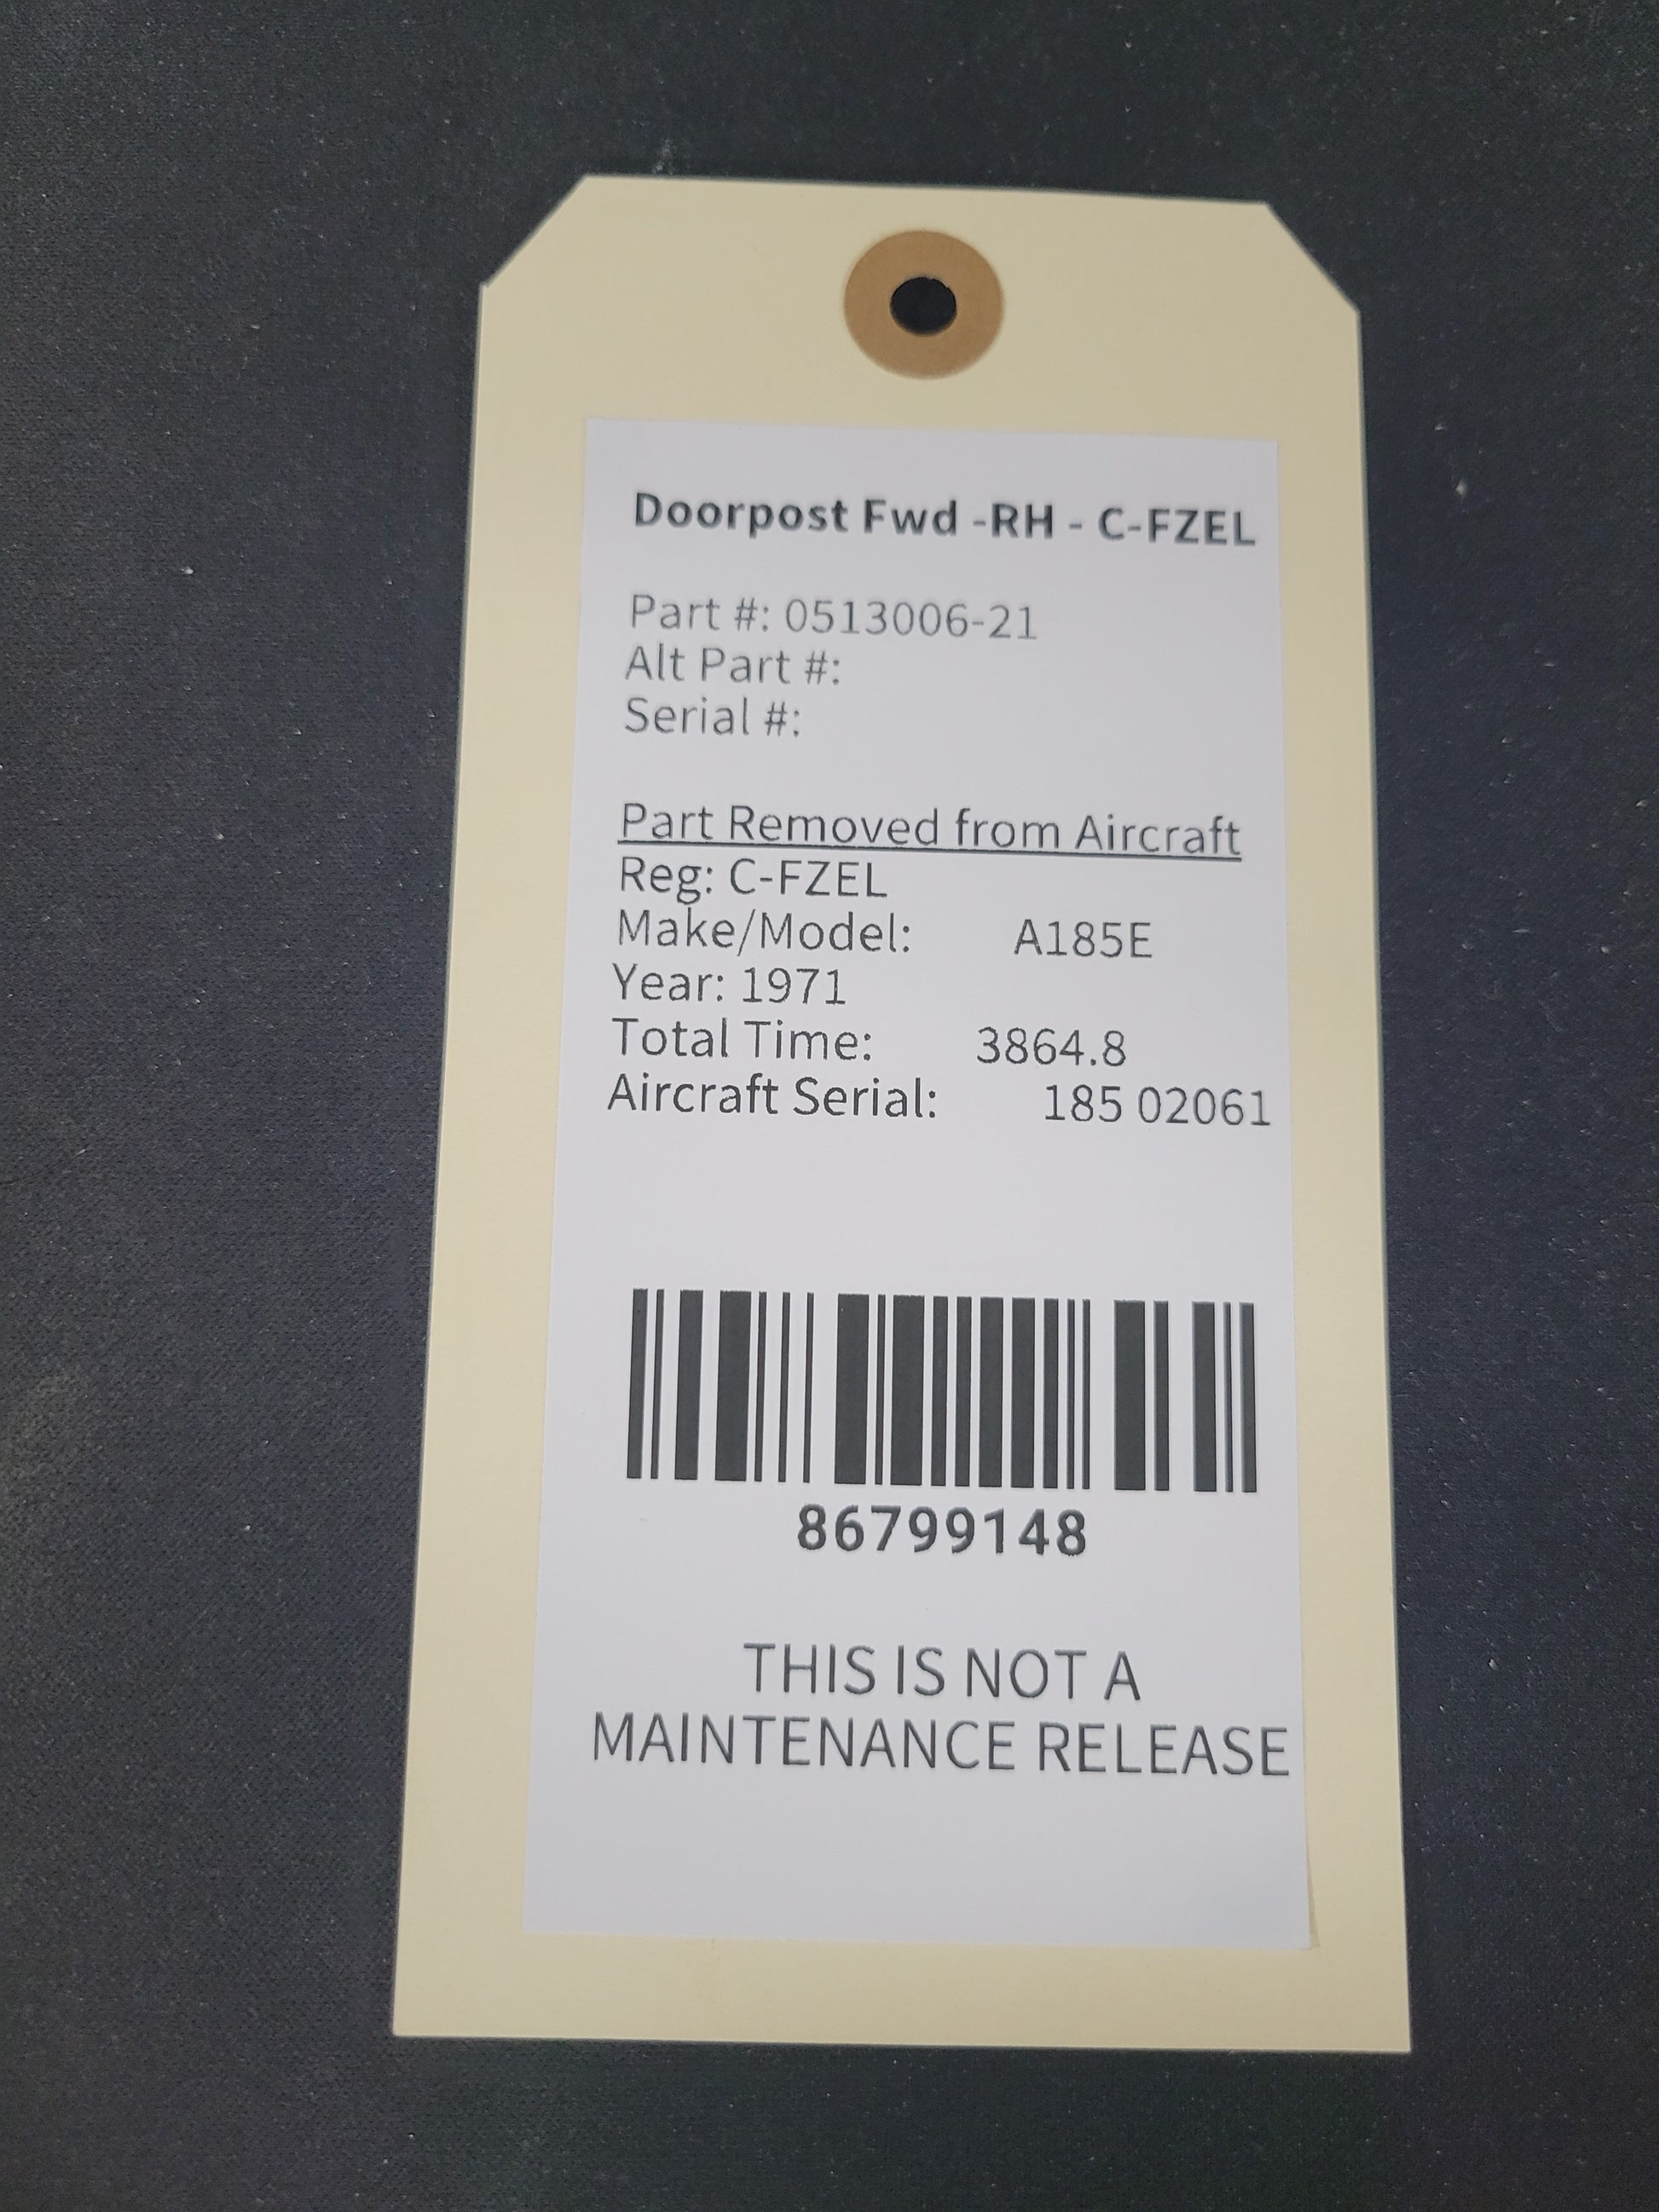 Doorpost Fwd -RH - C-FZEL
Part #: 0513006-21
Alt Part #:
Serial #:
Part Removed from Aircraft
Reg: C-FZEL
Make/Model: A185E
Year: 1971
Total Time: 3864.8
Aircraft Serial: 185 02061
86799148
THIS IS NOT A
MAINTENANCE RELEASE